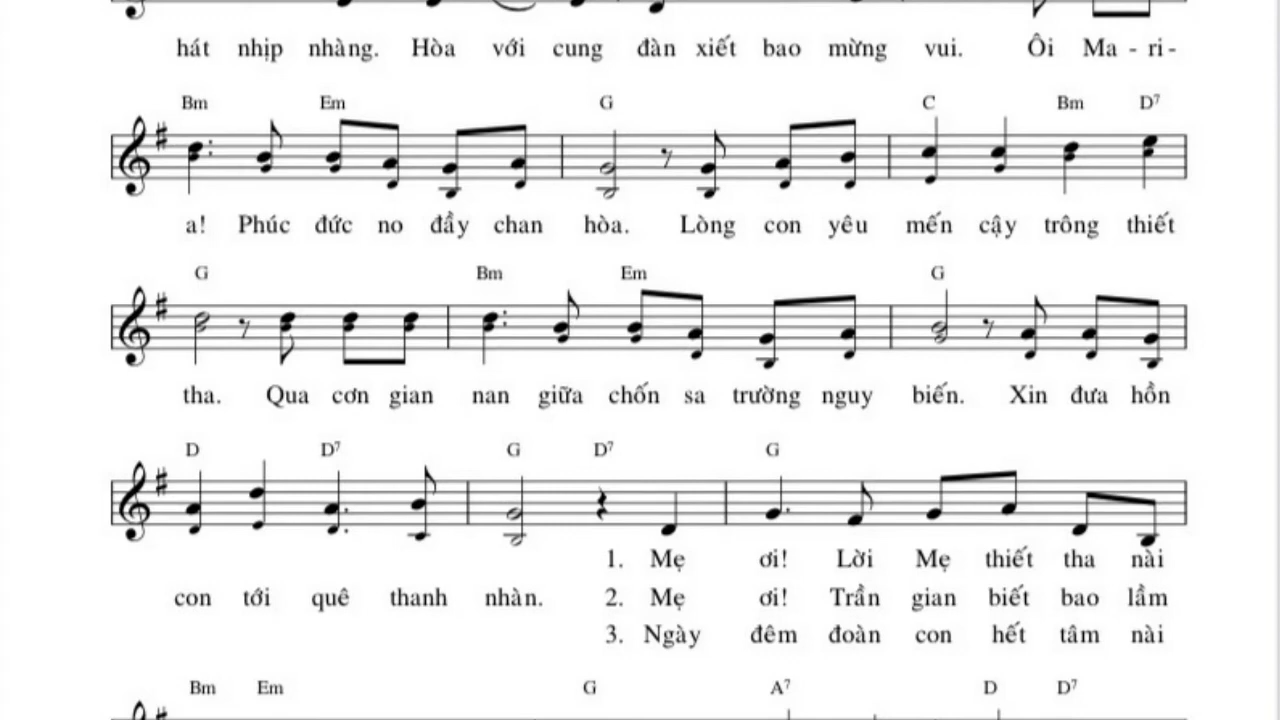 hát nhịp nhàng. Hòa với cung đàn xiết bao mừng vui. Ôi Ma - ri -
Bm Em G C Bm D7
a! Phúc đức no đầy chan hòa. Lòng con yêu mến cậy trông thiết
G Bm Em G
tha. Qua cơn gian nan giữa chốn sa trường nguy biến. Xin đưa hồn
D D7 G D7 G
1. Mẹ ơi! Lời Mẹ thiết tha nài
con tới quê thanh nhàn. 2. Mẹ ơi! Trần gian biết bao lầm
3. Ngày đêm đoàn con hết tâm nài
Bm Em G A7 D D7